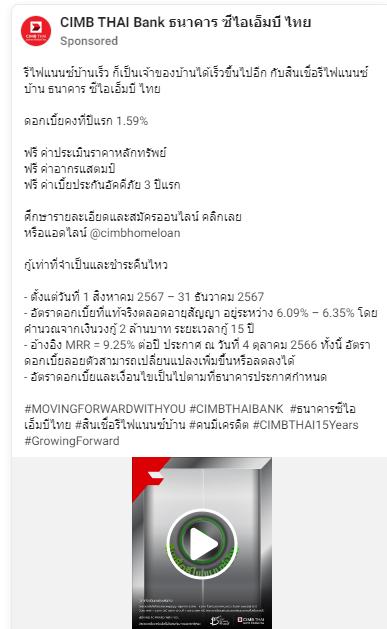 CIMB THAI Bank ธนาคาร ซีไอเอ็มบี ไทย
Sponsored
รีไฟแนนซ์บ้านเร็ว ก็เป็นเจ้าของบ้านได้เร็วขึ้นไปอีก กับสินเชื่อรีไฟแนนซ์
บ้าน ธนาคาร ซีไอเอ็มบี ไทย
ดอกเบี้ยคงที่ปีแรก 1.59%
ฟรี ค่าประเมินราคาหลักทรัพย์
ฟรี ค่าอากรแสตมป์
ฟรี ค่าเบี้ยประกันอัคคีภัย 3 ปีแรก
ศึกษารายละเอียดและสมัครออนไลน์ คลิกเลย
หรือแอดไลน์ @cimbhomeloan
กู้เท่าที่จำเป็นและชำระคืนไหว
- ตั้งแต่วันที่ 1 สิงหาคม 2567 – 31 ธันวาคม 2567
- อัตราดอกเบี้ยที่แท้จริงตลอดอายุสัญญา อยู่ระหว่าง 6.09% – 6.35% โดย
คำนวณจากเงินวงกู้ 2 ล้านบาท ระยะเวลากู้ 15 ปี
- อ้างอิง MRR = 9.25% ต่อปี ประกาศ ณ วันที่ 4 ตุลาคม 2566 ทั้งนี้ อัตรา
ดอกเบี้ยลอยตัวสามารถเปลี่ยนแปลงเพิ่มขึ้นหรือลดลงได้
- อัตราดอกเบี้ยและเงื่อนไขเป็นไปตามที่ธนาคารประกาศกำหนด
#MOVINGFORWARDWITHYOU #CIMBTHAIBANK #ธนาคารซีไอ
เอ็มบีไทย #สินเชื่อรีไฟแนนซ์บ้าน #คนมีเครดิต #CIMBTHAI15Years
#GrowingForward
CIMB THAI